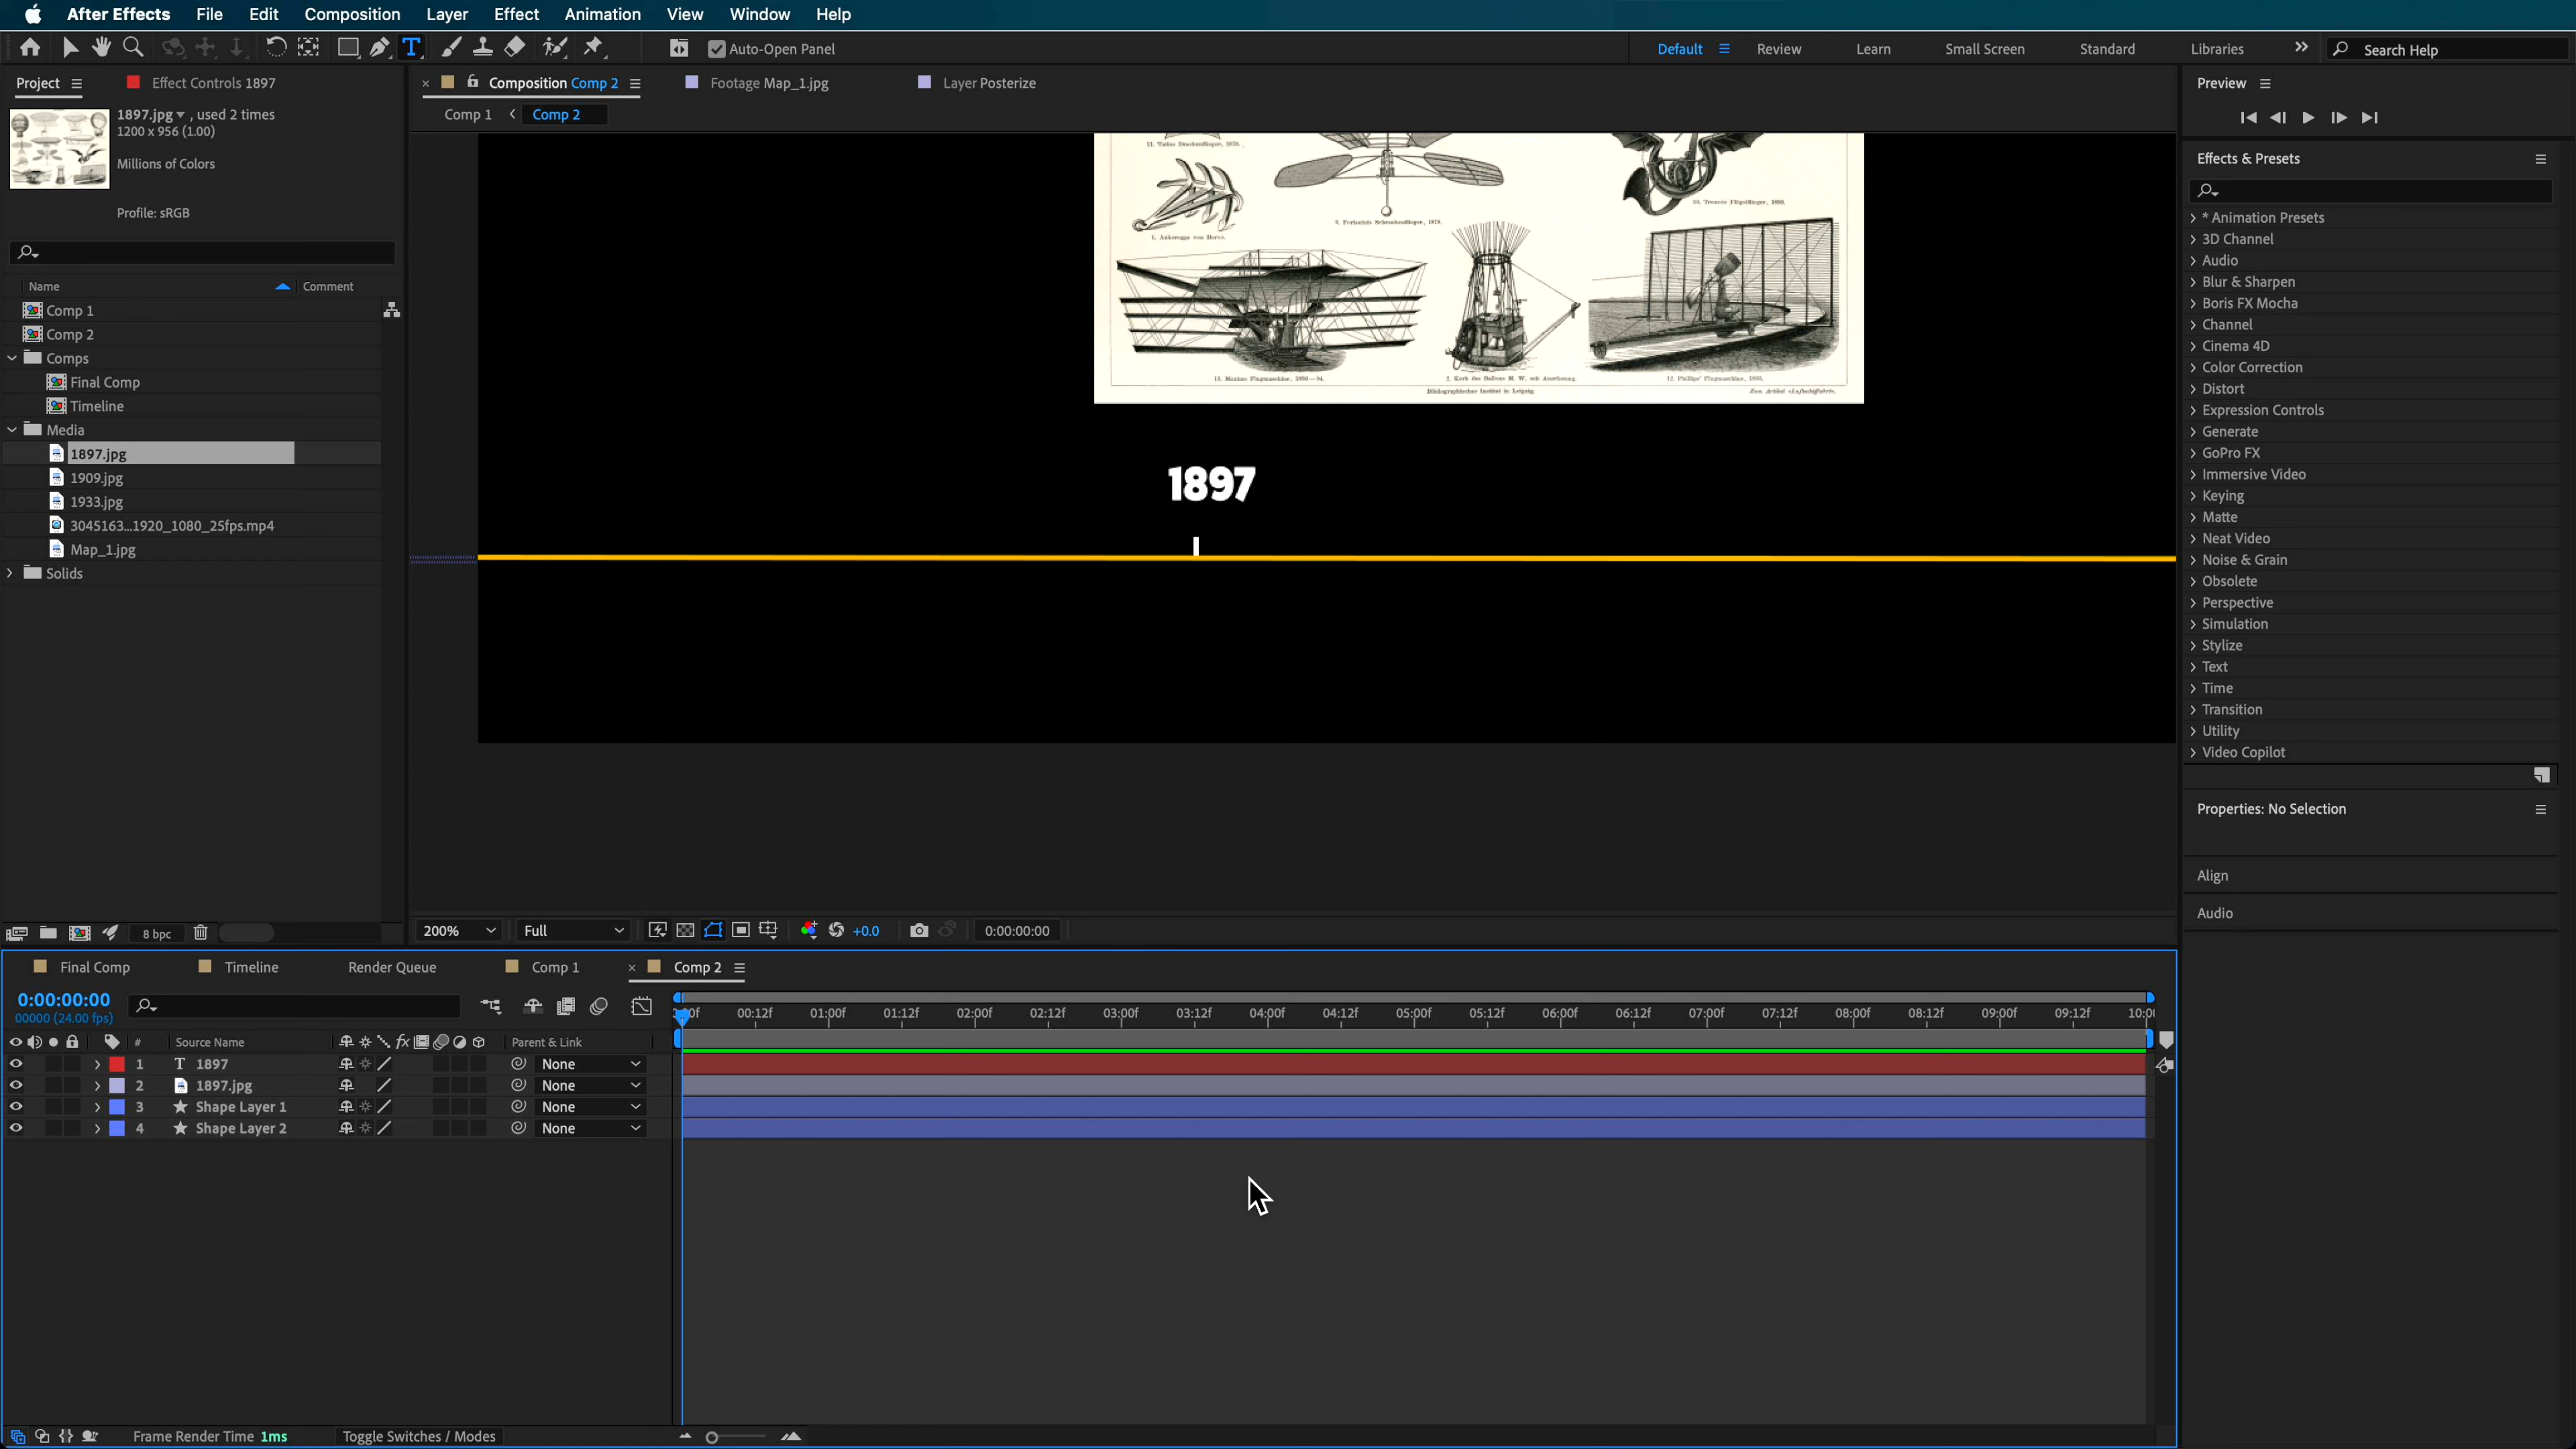 After Effects File Edit Composition Layer Effect Animation View Window Help
Auto-Open Panel Default Review Learn Small Screen Standard Libraries Search Help
Project Effect Controls 1897
1897.jpg , used 2 times
1200 x 956 (1.00)
Millions of Colors
Profile: sRGB
Name Comment
Comp 1
Comp 2
Comps
Final Comp
Timeline
Media
1897.jpg
1909.jpg
1933.jpg
3045163...1920_1080_25fps.mp4
Map_1.jpg
Solids
8 bpc
Composition Comp 2 Footage Map_1.jpg Layer Posterize
Comp 1 Comp 2
1897
200% Full +0.0 0:00:00:00
Preview
Effects & Presets
* Animation Presets
3D Channel
Audio
Blur & Sharpen
Boris FX Mocha
Channel
Cinema 4D
Color Correction
Distort
Expression Controls
Generate
GoPro FX
Immersive Video
Keying
Matte
Neat Video
Noise & Grain
Obsolete
Perspective
Simulation
Stylize
Text
Time
Transition
Utility
Video Copilot
Properties: No Selection
Align
Audio
Final Comp Timeline Render Queue Comp 1 Comp 2
0:00:00:00
00000 (24.00 fps)
00:12f 01:00f 01:12f 02:00f 02:12f 03:00f 03:12f 04:00f 04:12f 05:00f 05:12f 06:00f 06:12f 07:00f 07:12f 08:00f 08:12f 09:00f 09:12f
# Source Name fx Parent & Link
1 T 1897 None
2 1897.jpg None
3 Shape Layer 1 None
4 Shape Layer 2 None
Frame Render Time 1ms Toggle Switches / Modes